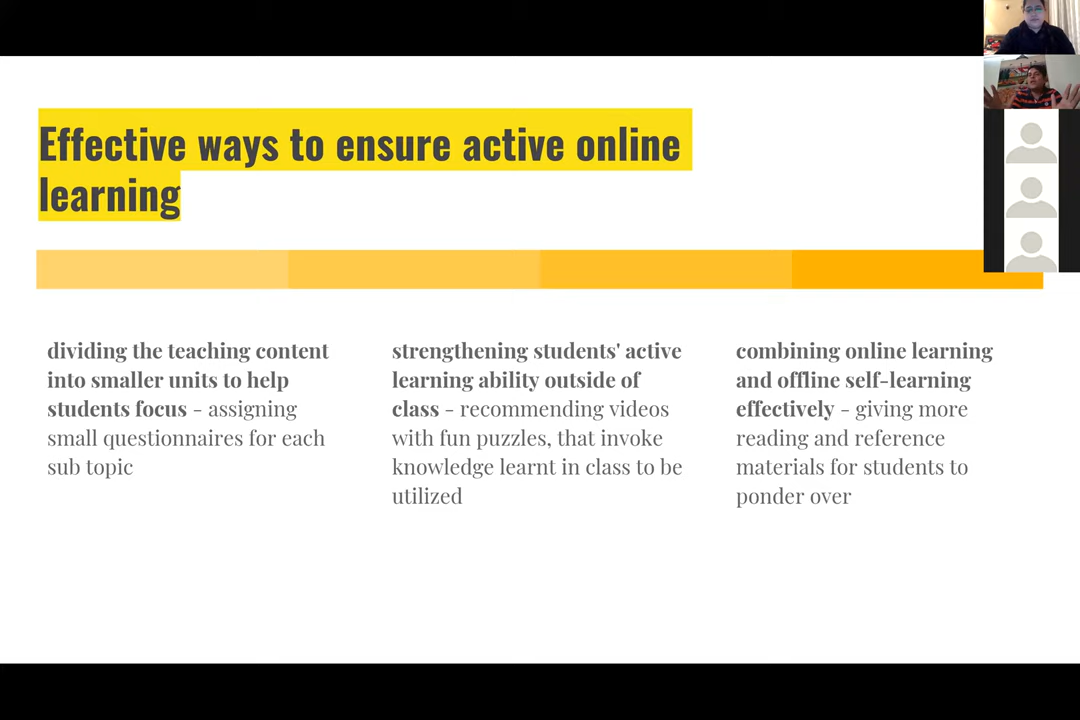 Effective ways to ensure active online
learning
dividing the teaching content
into smaller units to help
students focus - assigning
small questionnaires for each
sub topic
strengthening students' active
learning ability outside of
class - recommending videos
with fun puzzles, that invoke
knowledge learnt in class to be
utilized
combining online learning
and offline self-learning
effectively - giving more
reading and reference
materials for students to
ponder over